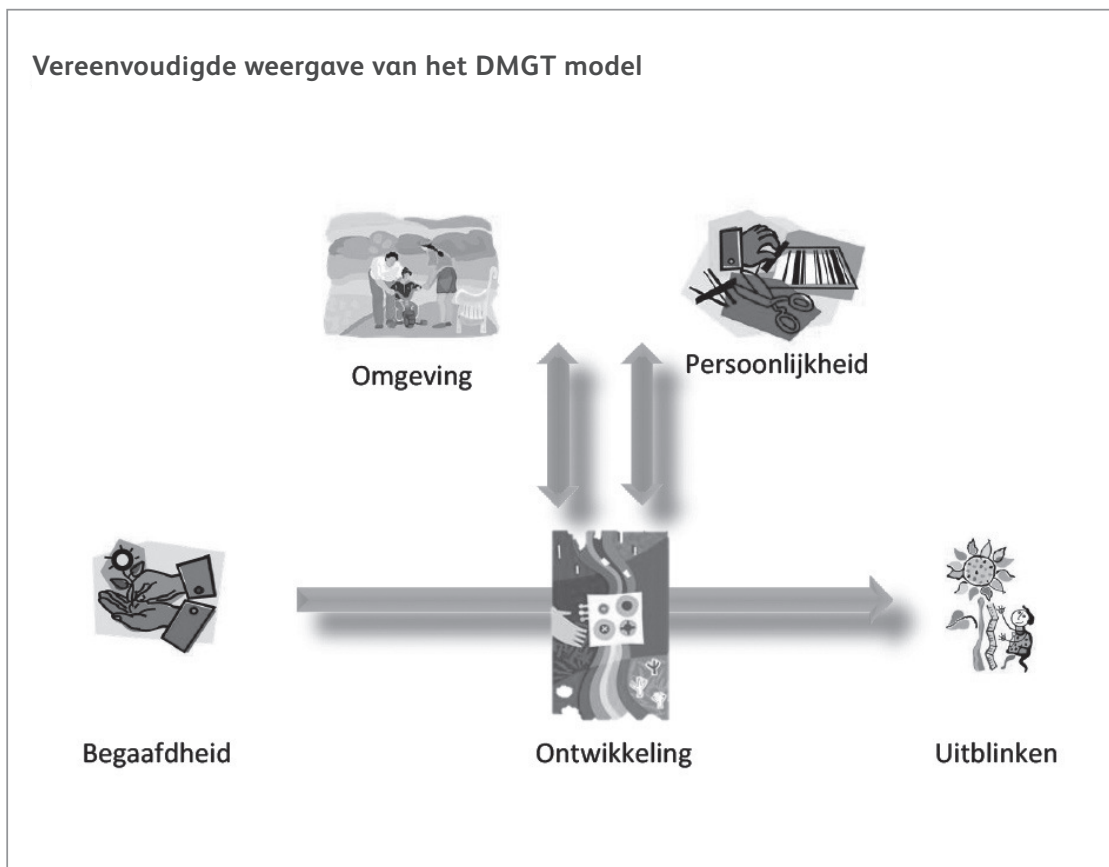 Vereenvoudigde weergave van het DMGT model
Omgeving
Persoonlijkheid
Begaafdheid
Ontwikkeling
Uitblinken